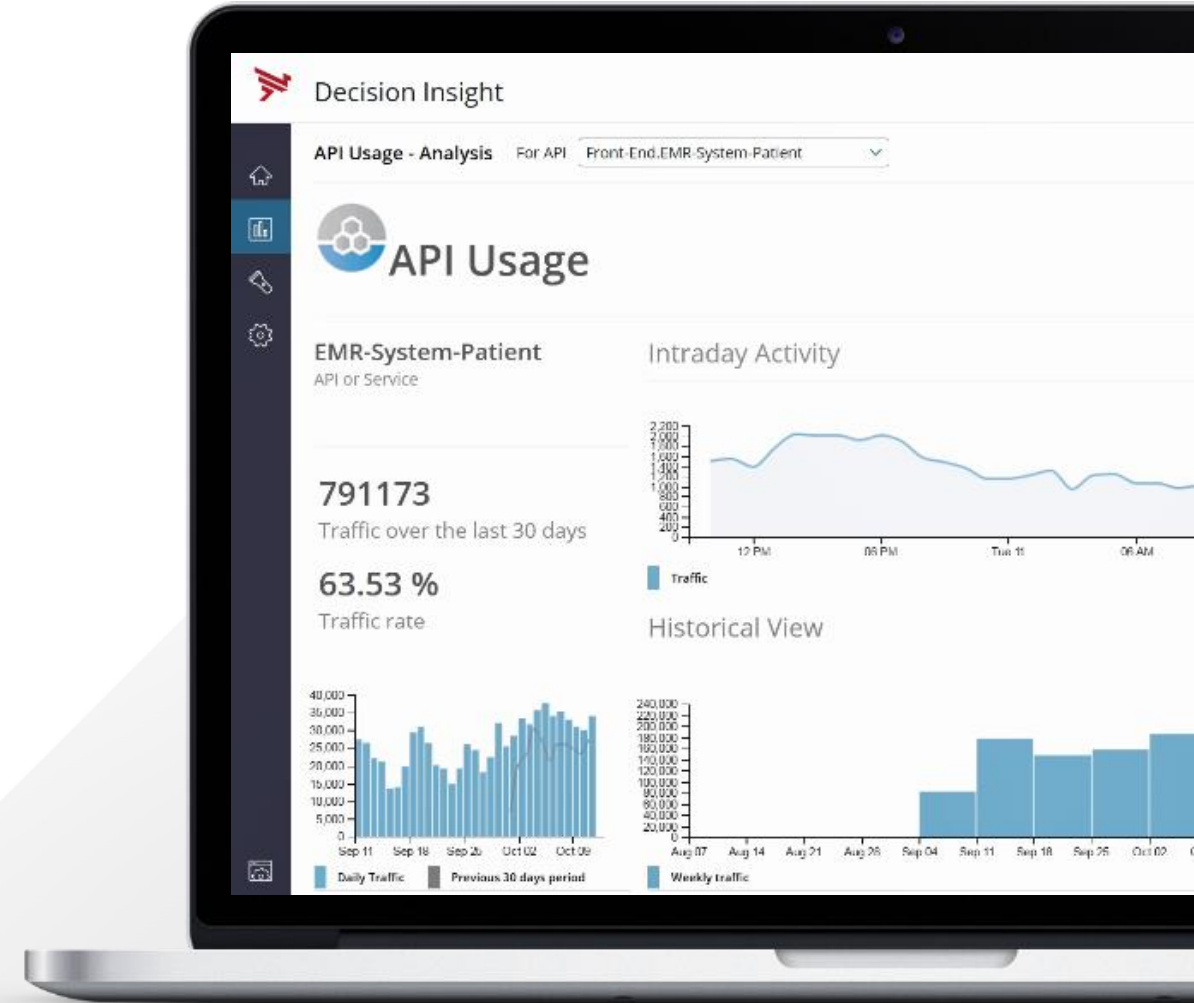 Decision Insight
API Usage - Analysis For API Front-End.EMR-System-Patient
API Usage
EMR-System-Patient
API or Service
791173
Traffic over the last 30 days
63.53 %
Traffic rate
40,000
35,000
30,000
25,000
20,000
15,000
10,000
5,000
0
Sep 11 Sep 18 Sep 25 Oct 02 Oct 09
Daily Traffic Previous 30 days period
Intraday Activity
2,200
2,000
1,800
1,600
1,400
1,200
1,000
800
600
400
200
0
12 PM 06 PM Tue 11 06 AM
Traffic
Historical View
240,000
220,000
200,000
180,000
160,000
140,000
120,000
100,000
80,000
60,000
40,000
20,000
0
Aug 07 Aug 14 Aug 21 Aug 28 Sep 04 Sep 11 Sep 18 Sep 25 Oct 02
Weekly traffic